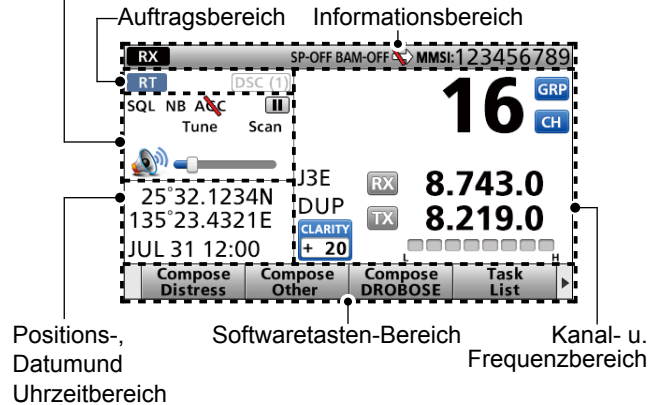 Auftragsbereich Informationsbereich
RX SP-OFF BAM-OFF MMSI:123456789
RT DSC (1)
SQL NB AGC
Tune Scan
16 GRP
CH
J3E RX 8.743.0
DUP TX 8.219.0
CLARITY
+ 20
L H
25°32.1234N
135°23.4321E
JUL 31 12:00
Compose Distress
Compose Other
Compose DROBOSE
Task List
Positions-,
Datumund
Uhrzeitbereich
Softwaretasten-Bereich
Kanal- u.
Frequenzbereich